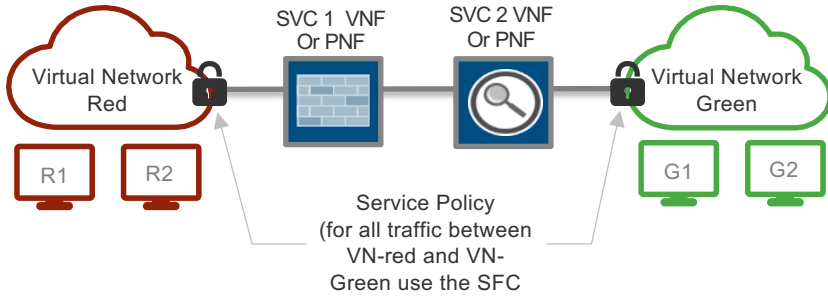 SVC 1 VNF
Or PNF
SVC 2 VNF
Or PNF
Virtual Network
Red
Virtual Network
Green
R1
R2
G1
G2
Service Policy
(for all traffic between
VN-red and VN-
Green use the SFC